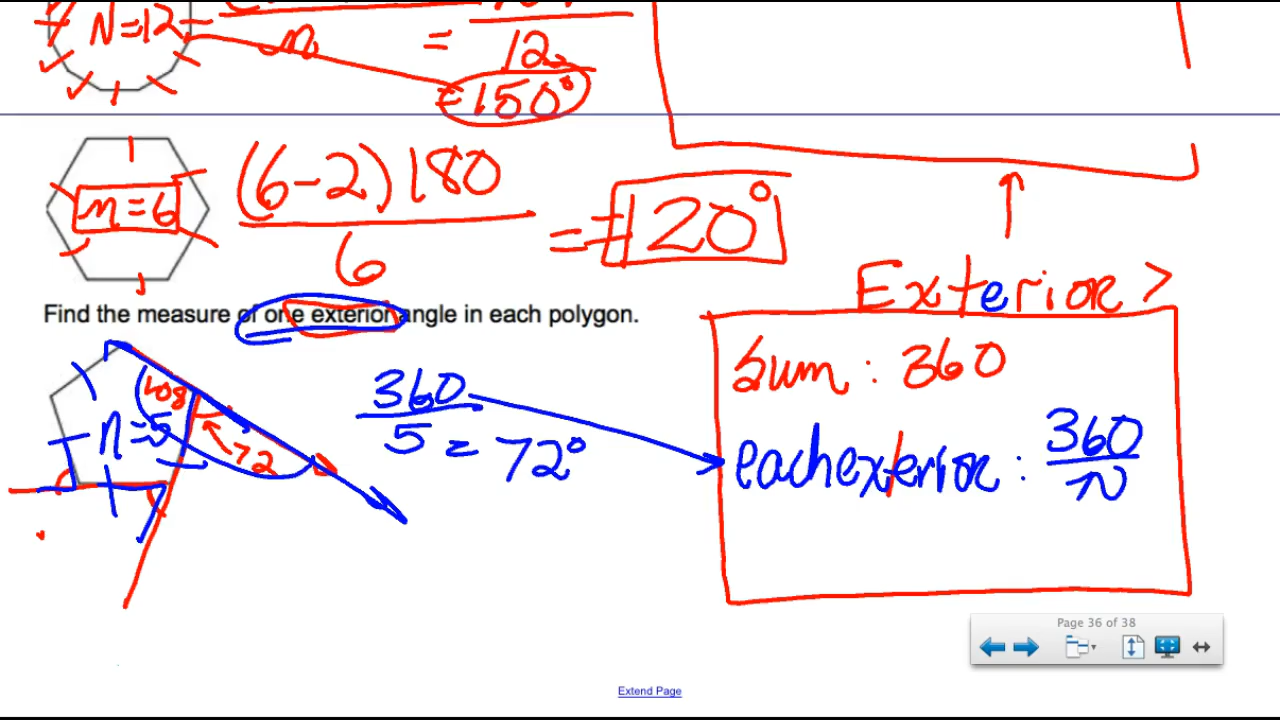 N=12
n
=
12
=150°
n=6
(6-2)180
6
= =120°
Exterior >
Find the measure of one exterior angle in each polygon.
Sum: 360
108
n=5
72
360
5 = 72°
each exterior: 360
N
Page 36 of 38
Extend Page